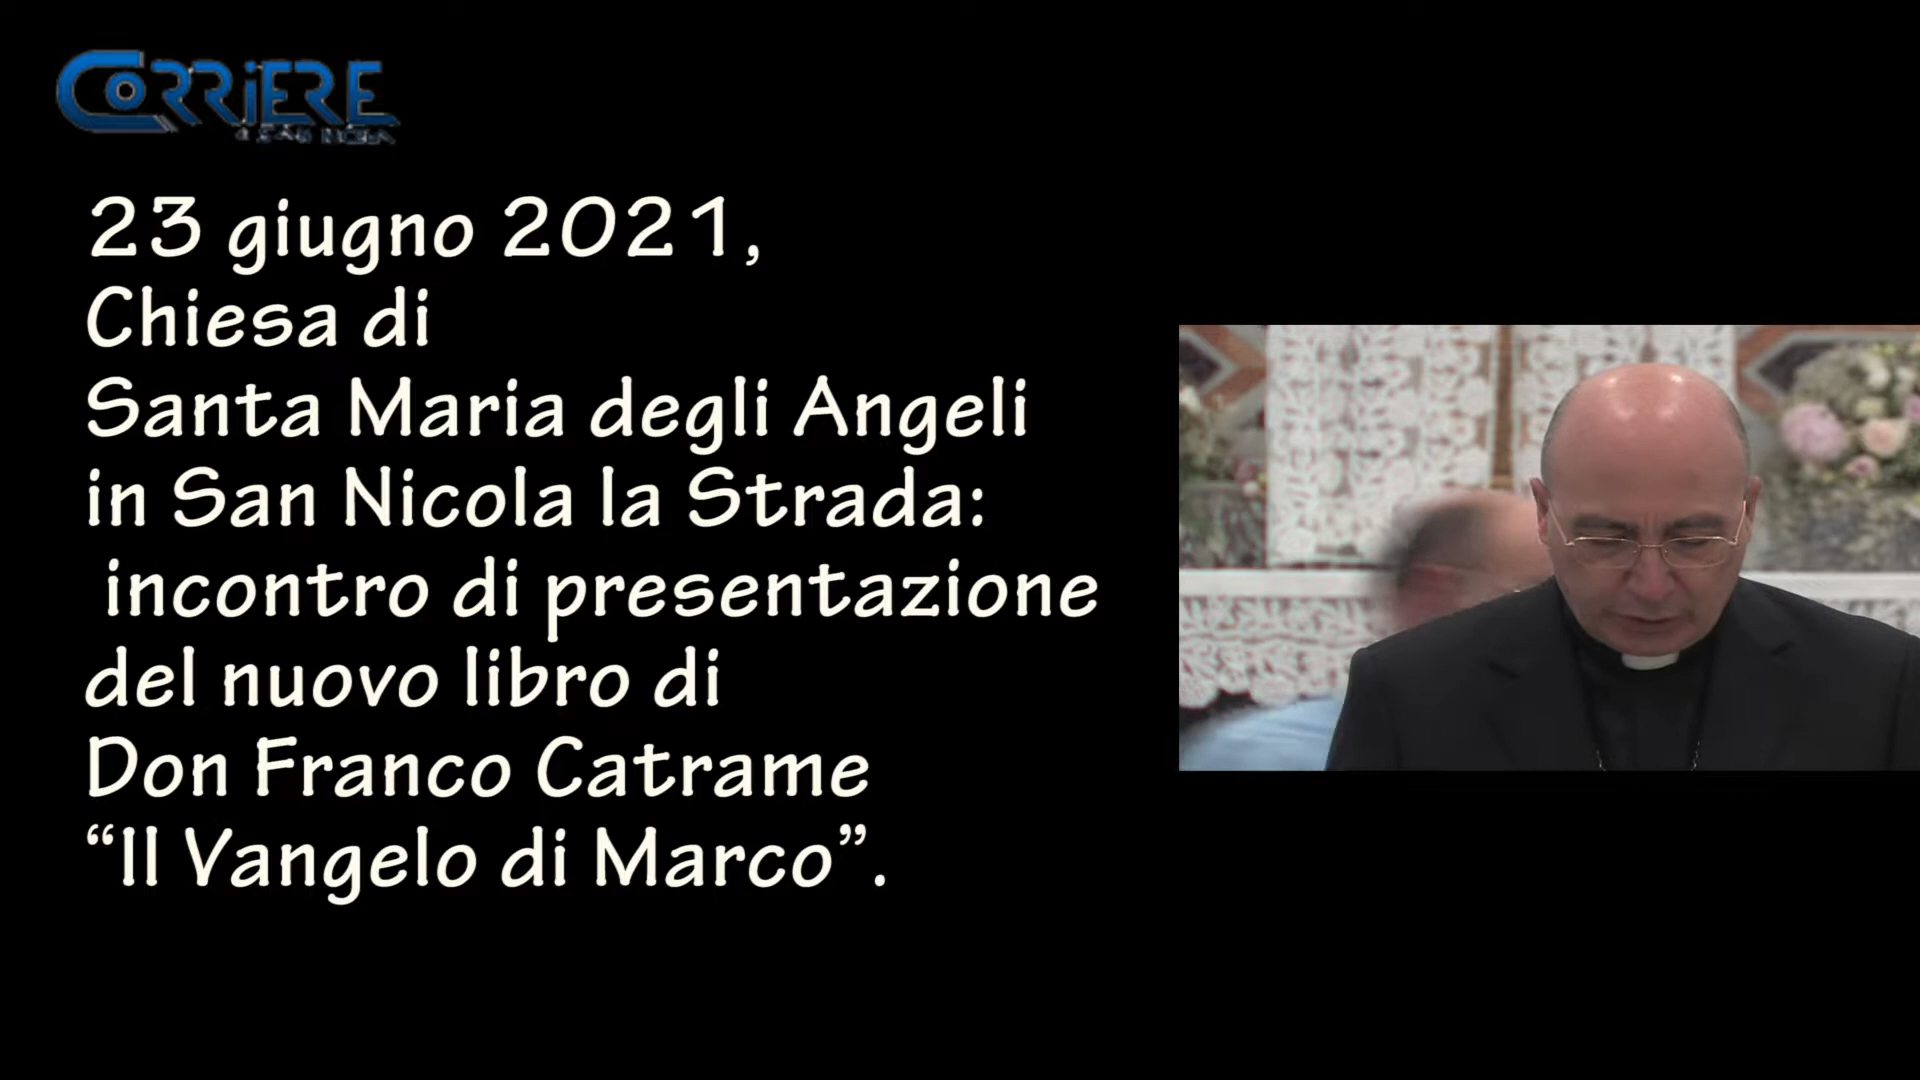 CORRIERE
23 giugno 2021,
Chiesa di
Santa Maria degli Angeli
in San Nicola la Strada:
incontro di presentazione
del nuovo libro di
Don Franco Catrame
“Il Vangelo di Marco”.